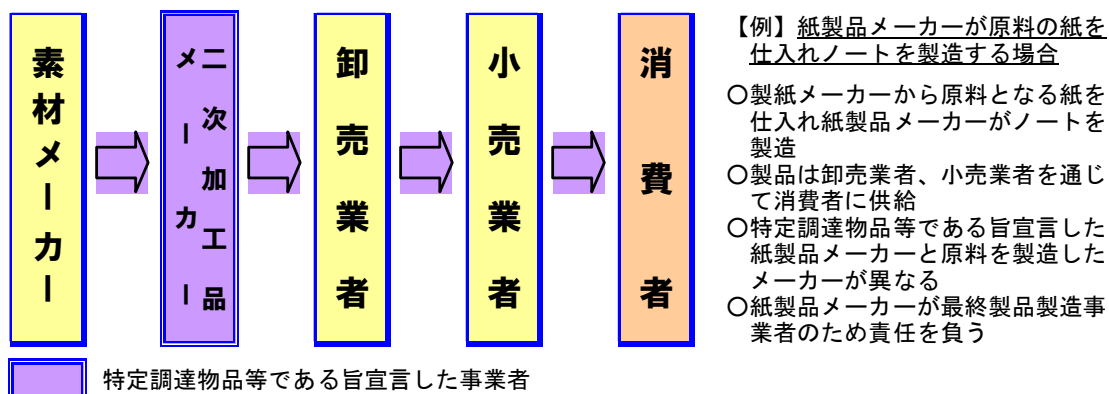 素材メーカー
二次加工品
メーカー
卸売業者
小売業者
消費者
【例】紙製品メーカーが原料の紙を
仕入れノートを製造する場合
〇製紙メーカーから原料となる紙を
仕入れ紙製品メーカーがノートを
製造
〇製品は卸売業者、小売業者を通じ
て消費者に供給
〇特定調達物品等である旨宣言した
紙製品メーカーと原料を製造した
メーカーが異なる
〇紙製品メーカーが最終製品製造事
業者のため責任を負う
特定調達物品等である旨宣言した事業者